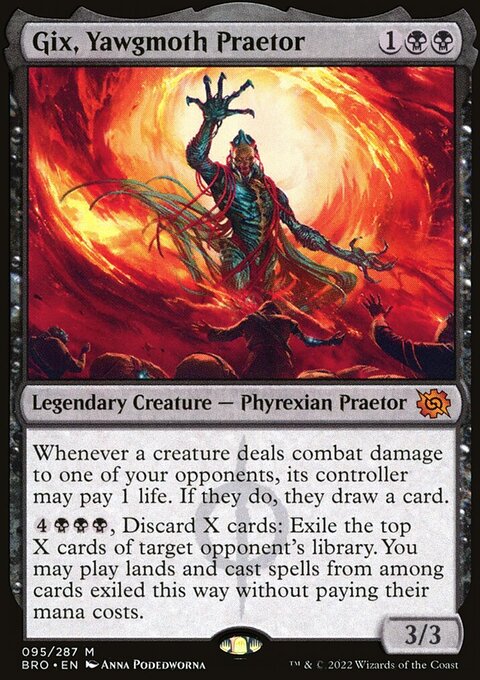 Gix, Yawgmoth Praetor 1
Legendary Creature — Phyrexian Praetor
Whenever a creature deals combat damage
to one of your opponents, its controller
may pay 1 life. If they do, they draw a card.
4, Discard X cards: Exile the top
X cards of target opponent's library. You
may play lands and cast spells from among
cards exiled this way without paying their
mana costs.
3/3
095/287 M
BRO • EN Anna Podedworna
™ & © 2022 Wizards of the Coast